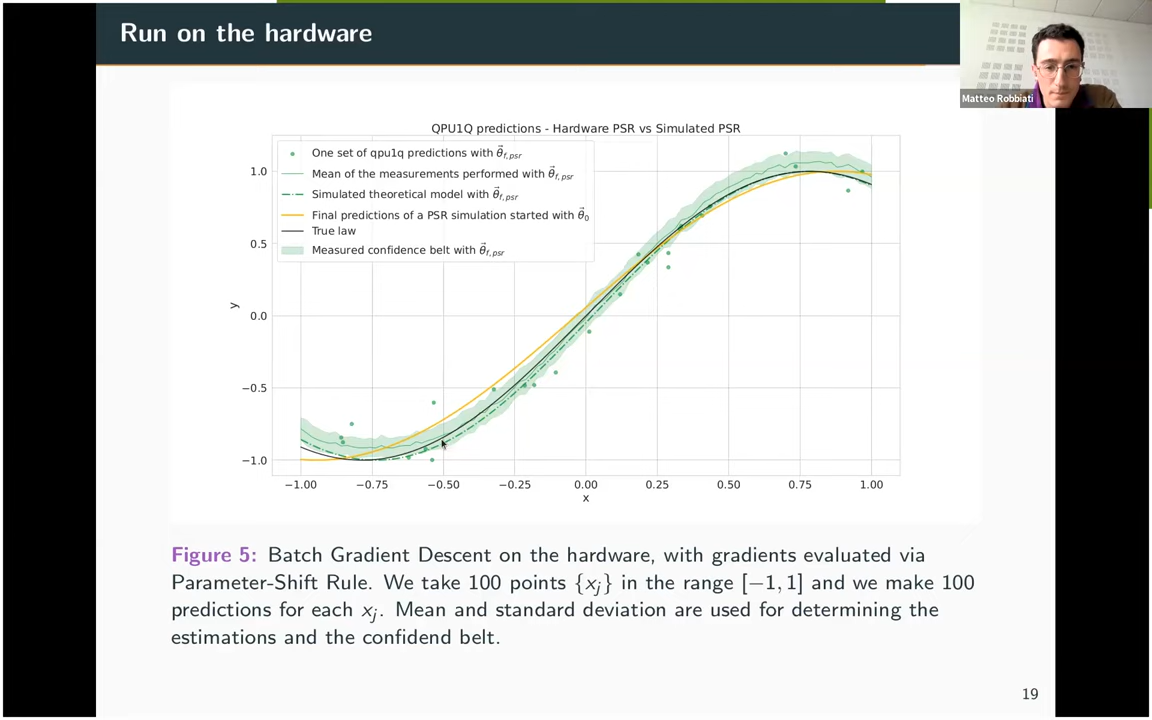 Run on the hardware
Matteo Robbiati
QPU1Q predictions - Hardware PSR vs Simulated PSR
One set of qpu1q predictions with θ⃗f,psr
Mean of the measurements performed with θ⃗f,psr
Simulated theoretical model with θ⃗f,psr
Final predictions of a PSR simulation started with θ⃗0
True law
Measured confidence belt with θ⃗f,psr
1.0
0.5
0.0
−0.5
−1.0
y
−1.00 −0.75 −0.50 −0.25 0.00 0.25 0.50 0.75 1.00
x
Figure 5: Batch Gradient Descent on the hardware, with gradients evaluated via
Parameter-Shift Rule. We take 100 points {xj} in the range [−1, 1] and we make 100
predictions for each xj. Mean and standard deviation are used for determining the
estimations and the confidend belt.
19